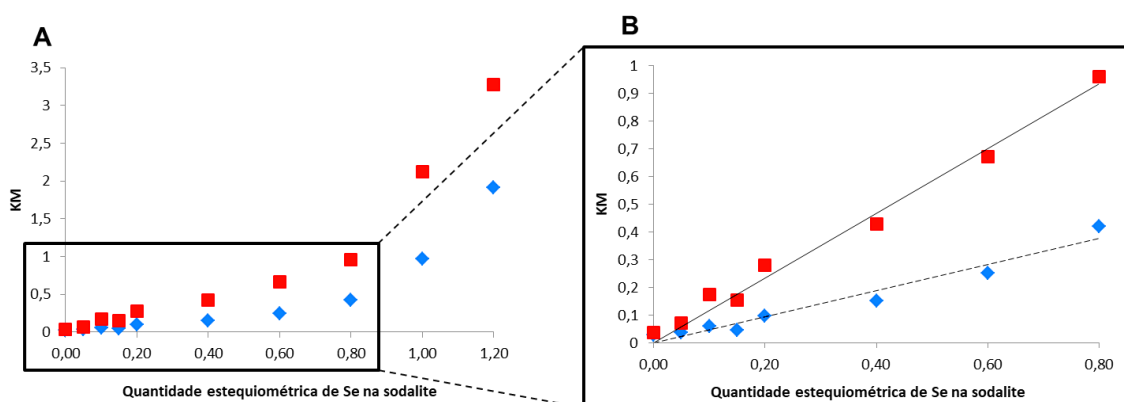 A
3,5
3
2,5
2
1,5
1
0,5
0
KM
0,00 0,20 0,40 0,60 0,80 1,00 1,20
Quantidade estequiométrica de Se na sodalite
B
1
0,9
0,8
0,7
0,6
0,5
0,4
0,3
0,2
0,1
0
KM
0,00 0,20 0,40 0,60 0,80
Quantidade estequiométrica de Se na sodalite